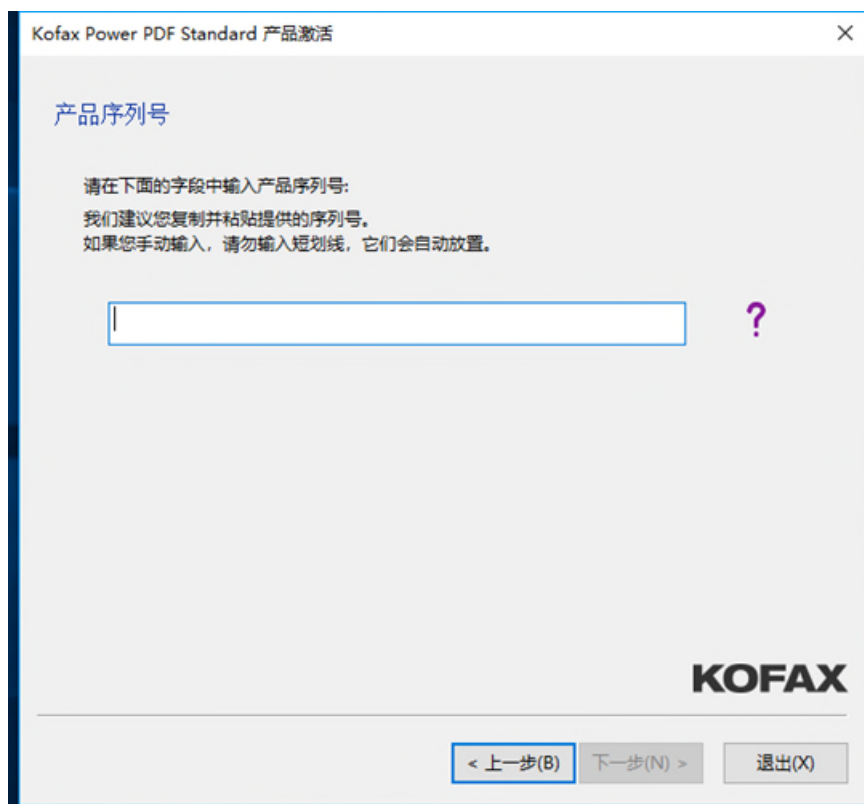 Kofax Power PDF Standard 产品激活
产品序列号
请在下面的字段中输入产品序列号:
我们建议您复制并粘贴提供的序列号。
如果您手动输入，请勿输入短划线，它们会自动放置。
?
KOFAX
< 上一步(B) 下一步(N) > 退出(X)